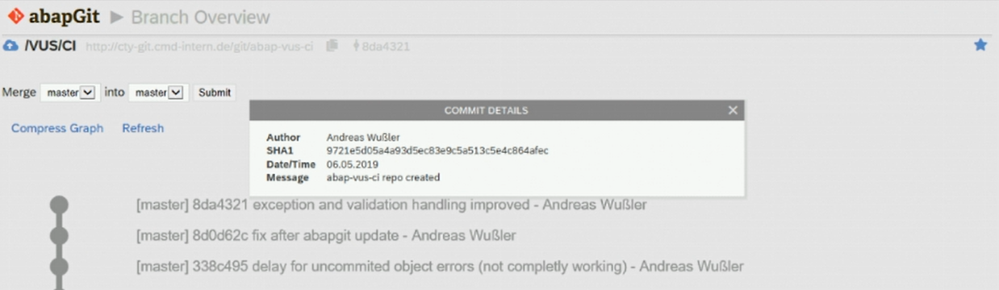 abapGit ▶ Branch Overview
/VUS/CI http://cty-git.cmd-intern.de/git/abap-vus-ci 8da4321
Merge master into master Submit
COMMIT DETAILS
Compress Graph Refresh
Author Andreas Wußler
SHA1 9721e5d05a4a93d5ec83e9c5a513c5e4c864afec
Date/Time 06.05.2019
Message abap-vus-ci repo created
[master] 8da4321 exception and validation handling improved - Andreas Wußler
[master] 8d0d62c fix after abapgit update - Andreas Wußler
[master] 338c495 delay for uncommited object errors (not completly working) - Andreas Wußler